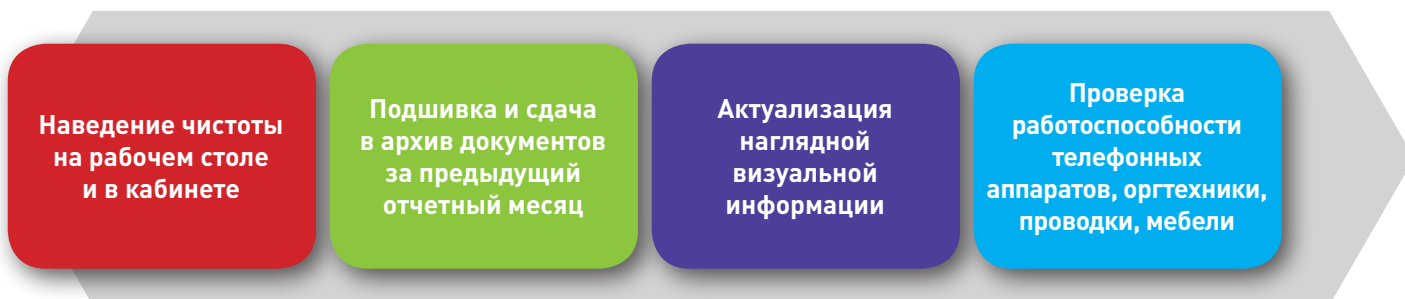 Наведение чистоты
на рабочем столе
и в кабинете
Подшивка и сдача
в архив документов
за предыдущий
отчетный месяц
Актуализация
наглядной
визуальной
информации
Проверка
работоспособности
телефонных
аппаратов, оргтехники,
проводки, мебели